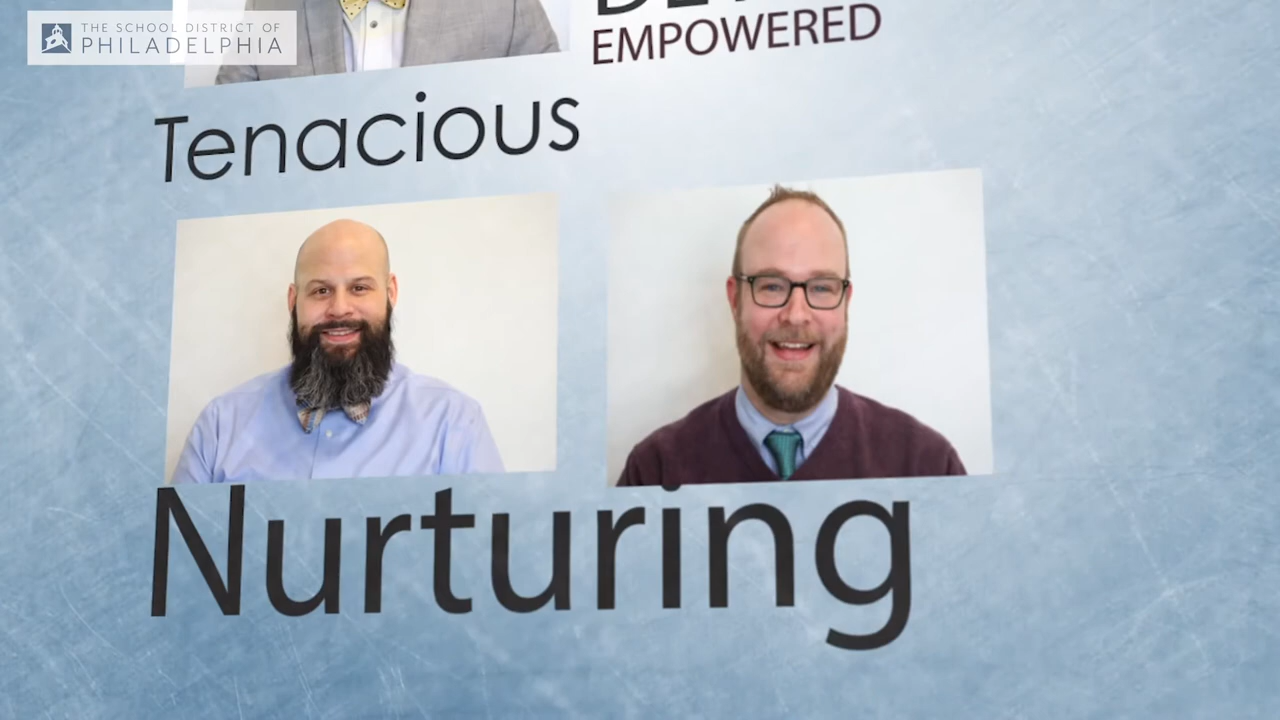 THE SCHOOL DISTRICT OF
PHILADELPHIA
EMPOWERED
Tenacious
Nurturing